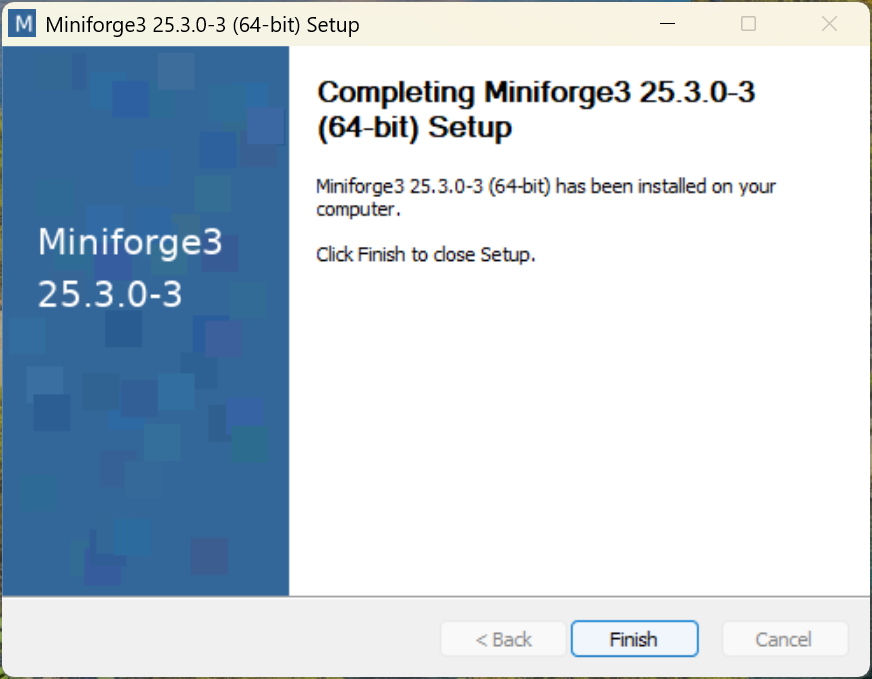 M Miniforge3 25.3.0-3 (64-bit) Setup
Miniforge3
25.3.0-3
Completing Miniforge3 25.3.0-3
(64-bit) Setup
Miniforge3 25.3.0-3 (64-bit) has been installed on your
computer.
Click Finish to close Setup.
< Back
Finish
Cancel